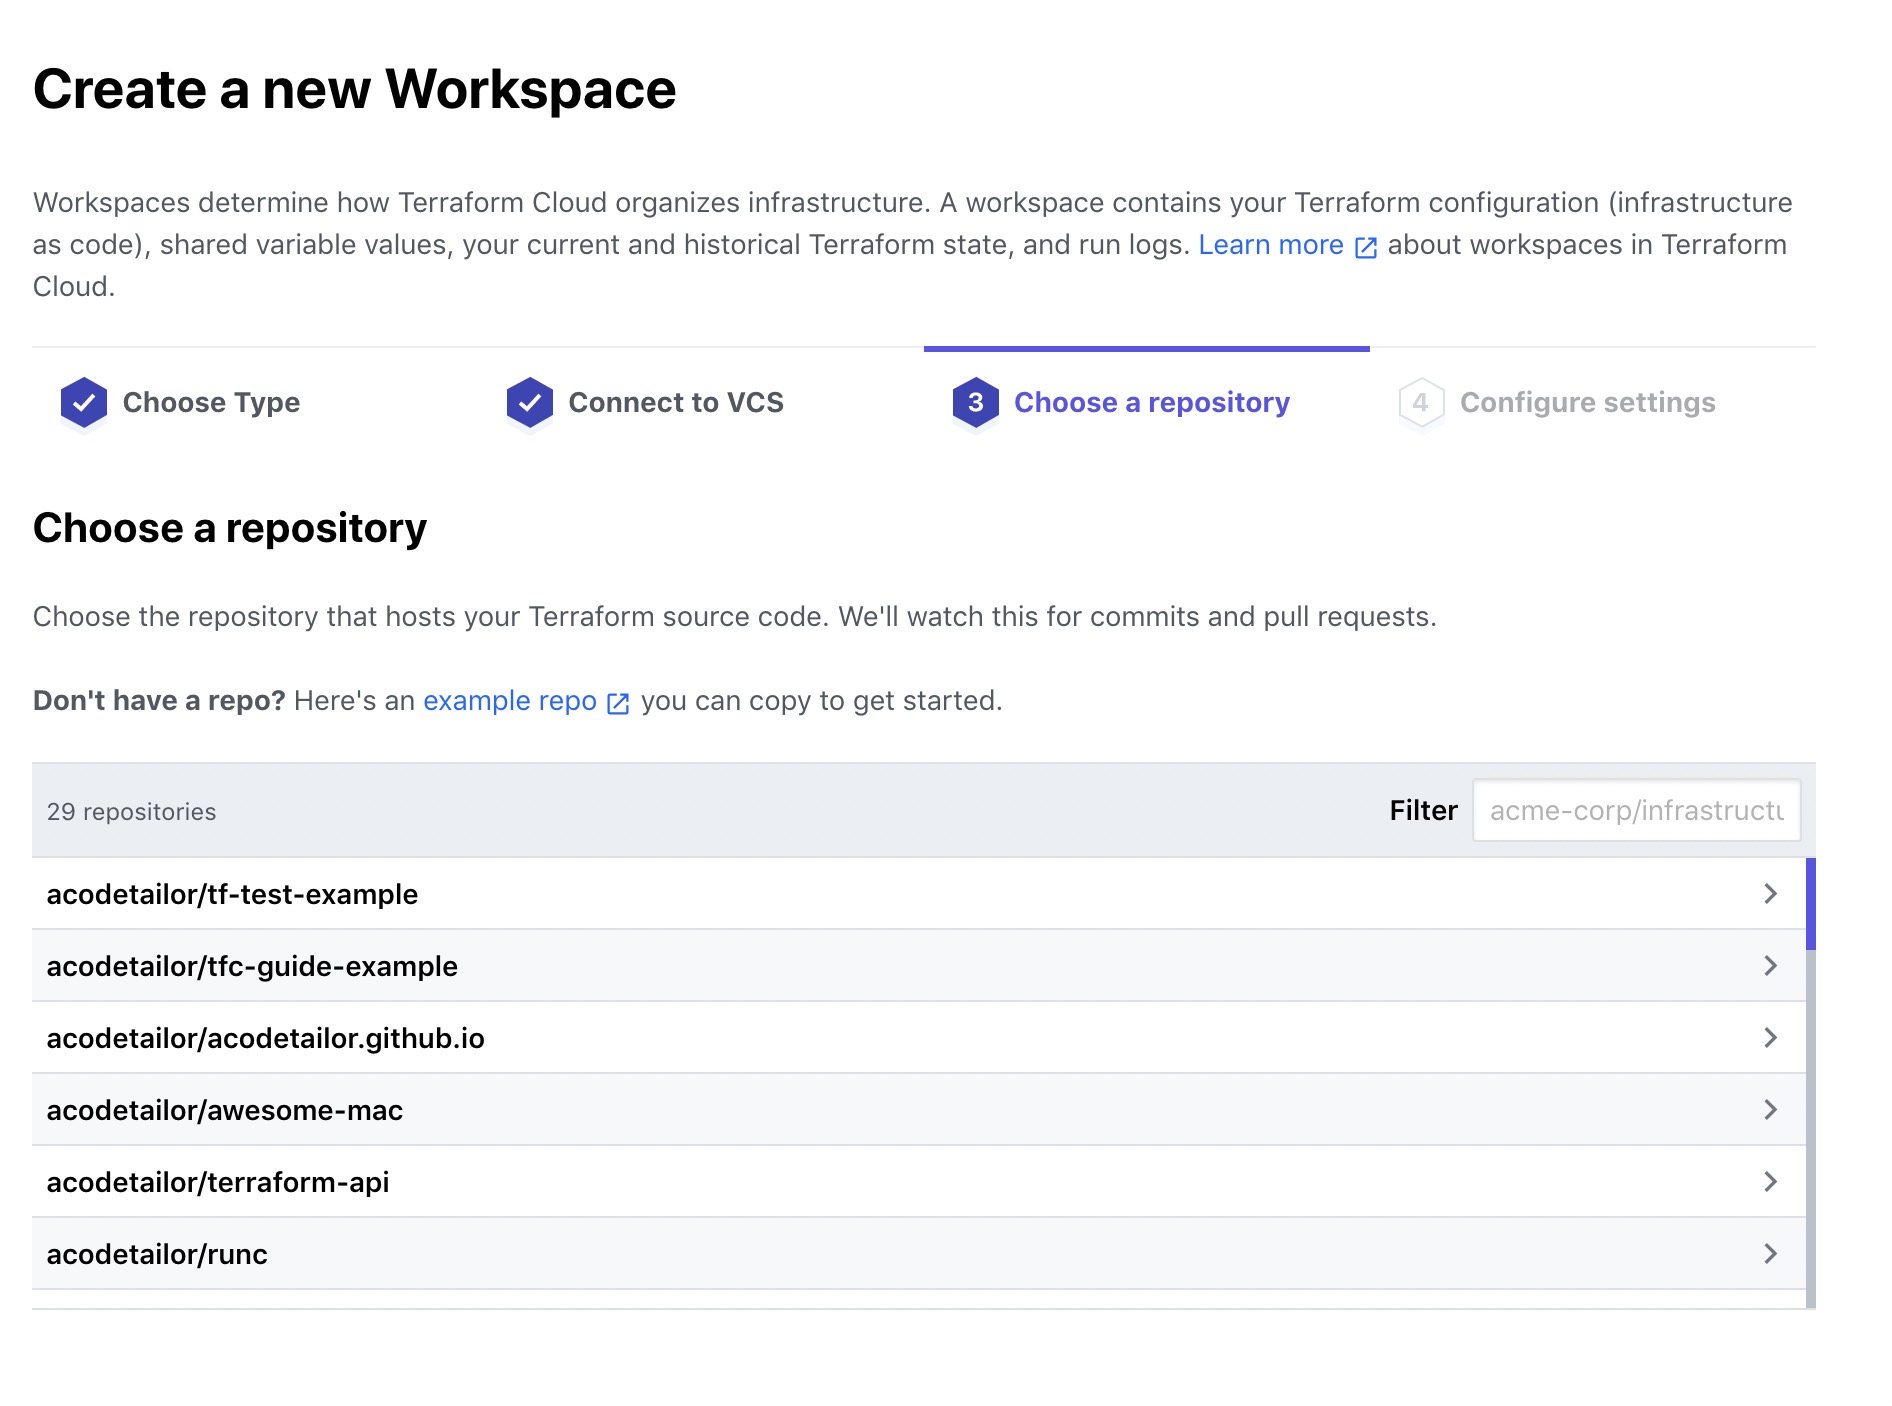 Create a new Workspace
Workspaces determine how Terraform Cloud organizes infrastructure. A workspace contains your Terraform configuration (infrastructure
as code), shared variable values, your current and historical Terraform state, and run logs. Learn more about workspaces in Terraform
Cloud.
Choose Type
Connect to VCS
3 Choose a repository
4 Configure settings
Choose a repository
Choose the repository that hosts your Terraform source code. We'll watch this for commits and pull requests.
Don't have a repo? Here's an example repo you can copy to get started.
29 repositories
Filter acme-corp/infrastructu
acodetailor/tf-test-example
acodetailor/tfc-guide-example
acodetailor/acodetailor.github.io
acodetailor/awesome-mac
acodetailor/terraform-api
acodetailor/runc